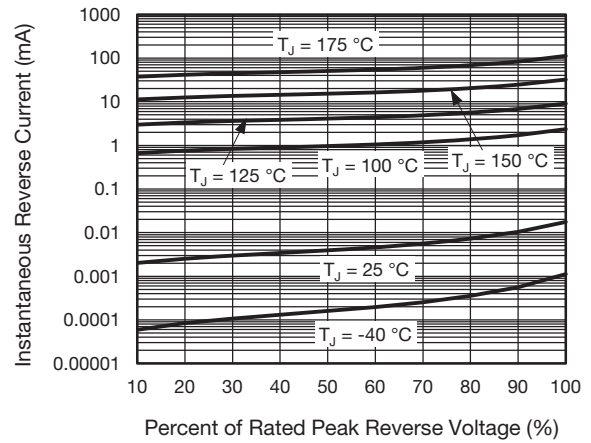 Instantaneous Reverse Current (mA)
1000
100
10
1
0.1
0.01
0.001
0.0001
0.00001
TJ = 175 °C
TJ = 125 °C
TJ = 100 °C
TJ = 150 °C
TJ = 25 °C
TJ = -40 °C
10 20 30 40 50 60 70 80 90 100
Percent of Rated Peak Reverse Voltage (%)